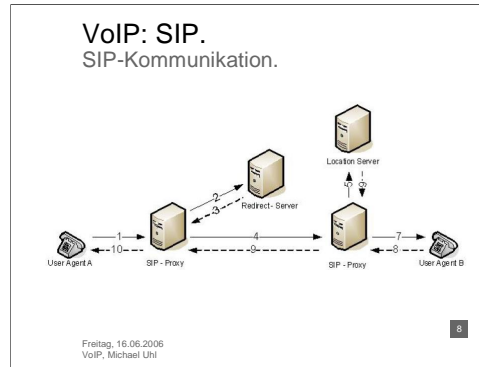 VoIP: SIP.
SIP-Kommunikation.
Location Server
5
6
2
3
Redirect - Server
1
10
4
9
7
8
User Agent A
SIP - Proxy
SIP - Proxy
User Agent B
8
Freitag, 16.06.2006
VoIP, Michael Uhl